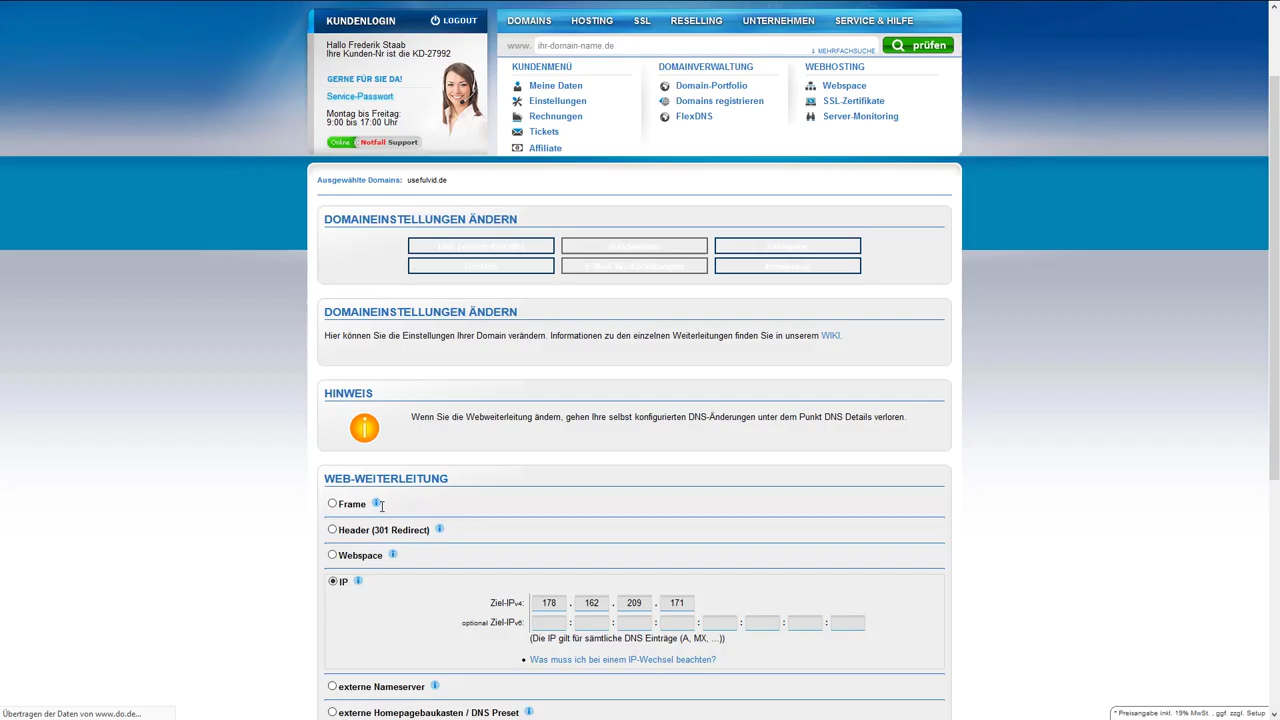 KUNDENLOGIN
LOGOUT
Hallo Frederik Staab
Ihre Kunden-Nr ist die KD-27992
GERNE FÜR SIE DA!
Service-Passwort
Montag bis Freitag:
9:00 bis 17:00 Uhr
Online Notfall Support
DOMAINS HOSTING SSL RESELLING UNTERNEHMEN SERVICE & HILFE
www. ihr-domain-name.de
MEHRFACHSUCHE
prüfen
KUNDENMENÜ
Meine Daten
Einstellungen
Rechnungen
Tickets
Affiliate
DOMAINVERWALTUNG
Domain-Portfolio
Domains registrieren
FlexDNS
WEBHOSTING
Webspace
SSL-Zertifikate
Server-Monitoring
Ausgewählte Domains: usefulvid.de
DOMAINEINSTELLUNGEN ÄNDERN
DOMAINEINSTELLUNGEN ÄNDERN
Hier können Sie die Einstellungen Ihrer Domain verändern. Informationen zu den einzelnen Weiterleitungen finden Sie in unserem WIKI.
HINWEIS
Wenn Sie die Webweiterleitung ändern, gehen Ihre selbst konfigurierten DNS-Änderungen unter dem Punkt DNS Details verloren.
WEB-WEITERLEITUNG
Frame
Header (301 Redirect)
Webspace
IP
Ziel-IPv4: 178 . 162 . 209 . 171
optional Ziel-IPv6: : : : : : : :
(Die IP gilt für sämtliche DNS Einträge (A, MX, ...))
• Was muss ich bei einem IP-Wechsel beachten?
externe Nameserver
externe Homepagebaukasten / DNS Preset
Übertragen der Daten von www.do.de...
* Preisangabe inkl. 19% MwSt. , ggf. zzgl. Setup